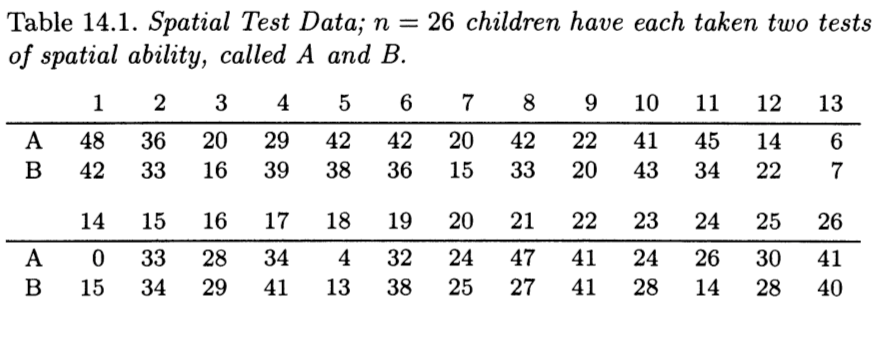 Table 14.1. Spatial Test Data; n = 26 children have each taken two tests
of spatial ability, called A and B.
1 2 3 4 5 6 7 8 9 10 11 12 13
A 48 36 20 29 42 42 20 42 22 41 45 14 6
B 42 33 16 39 38 36 15 33 20 43 34 22 7
14 15 16 17 18 19 20 21 22 23 24 25 26
A 0 33 28 34 4 32 24 47 41 24 26 30 41
B 15 34 29 41 13 38 25 27 41 28 14 28 40